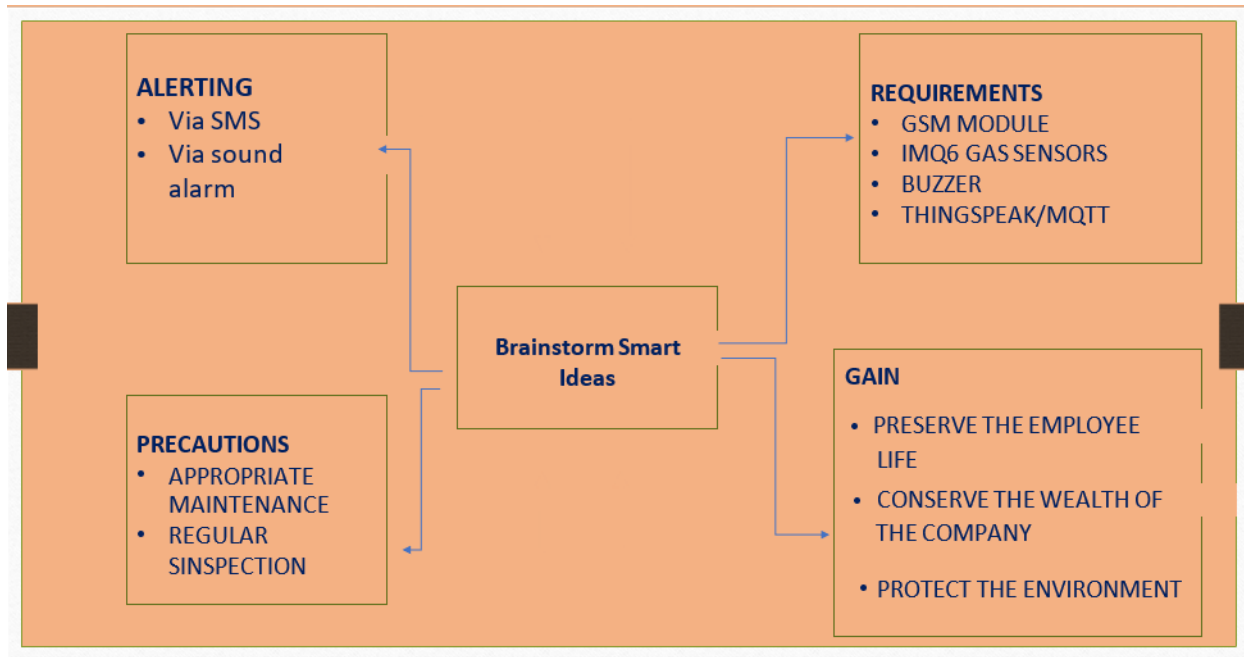 ALERTING
• Via SMS
• Via sound
alarm
REQUIREMENTS
• GSM MODULE
• IMQ6 GAS SENSORS
• BUZZER
• THINGSPEAK/MQTT
Brainstorm Smart
Ideas
PRECAUTIONS
• APPROPRIATE
MAINTENANCE
• REGULAR
SINSPECTION
GAIN
• PRESERVE THE EMPLOYEE
LIFE
• CONSERVE THE WEALTH OF
THE COMPANY
• PROTECT THE ENVIRONMENT